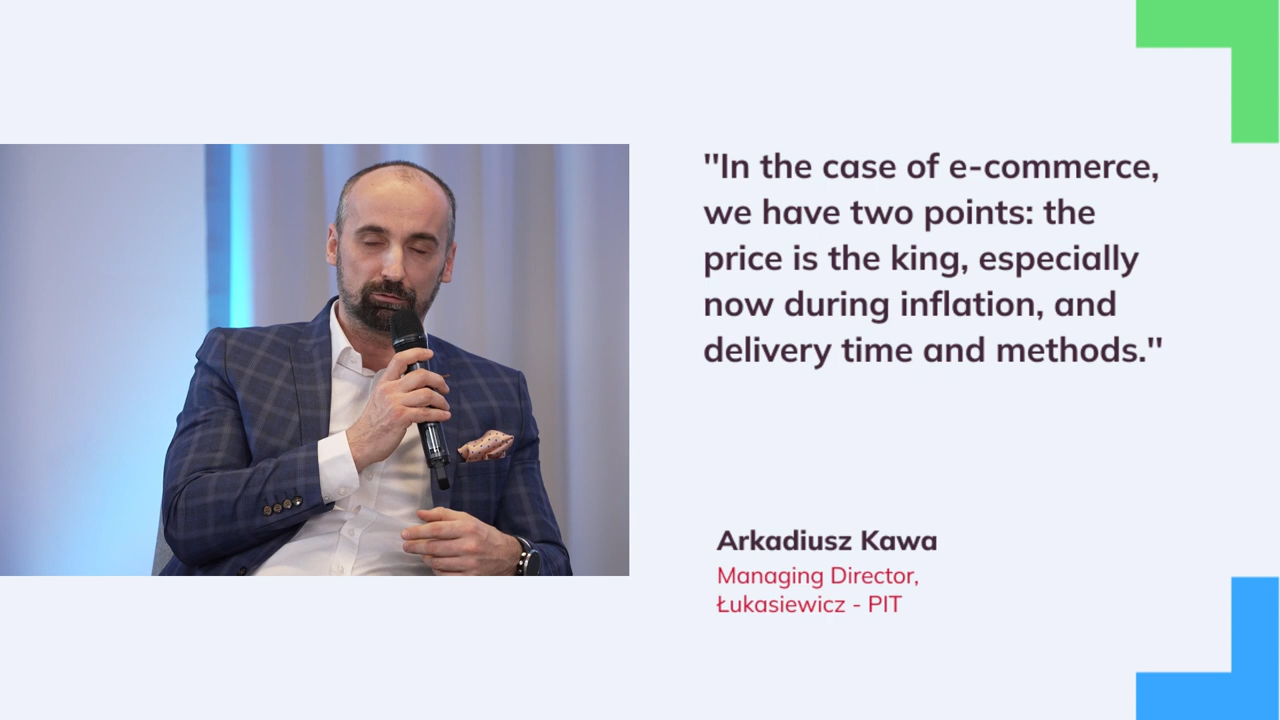 "In the case of e-commerce,
we have two points: the
price is the king, especially
now during inflation, and
delivery time and methods."
Arkadiusz Kawa
Managing Director,
Łukasiewicz - PIT